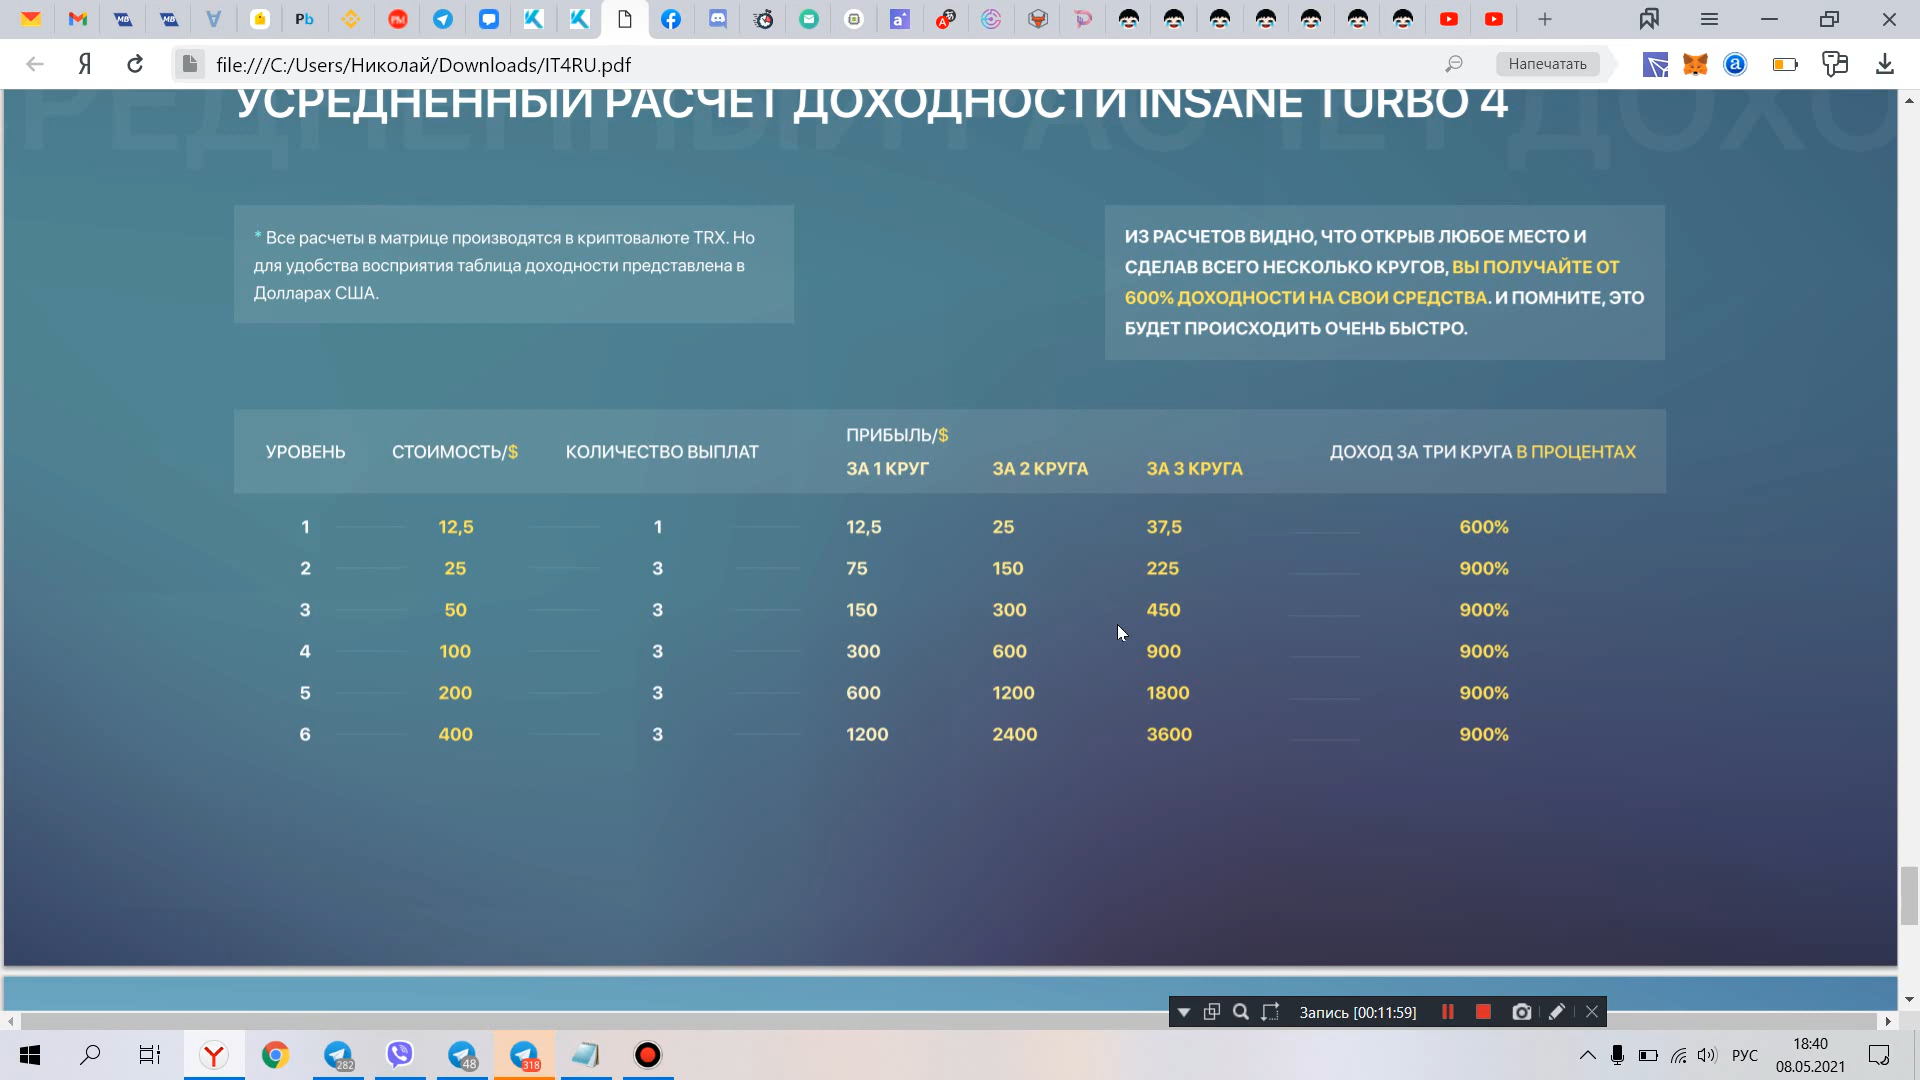 Pb
file:///C:/Users/Николай/Downloads/IT4RU.pdf
Напечатать
УСРЕДНЕННЫЙ РАСЧЕТ ДОХОДНОСТИ INSANE TURBO 4
* Все расчеты в матрице производятся в криптовалюте TRX. Но
для удобства восприятия таблица доходности представлена в
Долларах США.
ИЗ РАСЧЕТОВ ВИДНО, ЧТО ОТКРЫВ ЛЮБОЕ МЕСТО И
СДЕЛАВ ВСЕГО НЕСКОЛЬКО КРУГОВ, ВЫ ПОЛУЧАЙТЕ ОТ
600% ДОХОДНОСТИ НА СВОИ СРЕДСТВА. И ПОМНИТЕ, ЭТО
БУДЕТ ПРОИСХОДИТЬ ОЧЕНЬ БЫСТРО.
ПРИБЫЛЬ/$
УРОВЕНЬ СТОИМОСТЬ/$ КОЛИЧЕСТВО ВЫПЛАТ ДОХОД ЗА ТРИ КРУГА В ПРОЦЕНТАХ
ЗА 1 КРУГ ЗА 2 КРУГА ЗА 3 КРУГА
1 12,5 1 12,5 25 37,5 600%
2 25 3 75 150 225 900%
3 50 3 150 300 450 900%
4 100 3 300 600 900 900%
5 200 3 600 1200 1800 900%
6 400 3 1200 2400 3600 900%
Запись [00:11:59]
282
48
318
РУС
18:40
08.05.2021